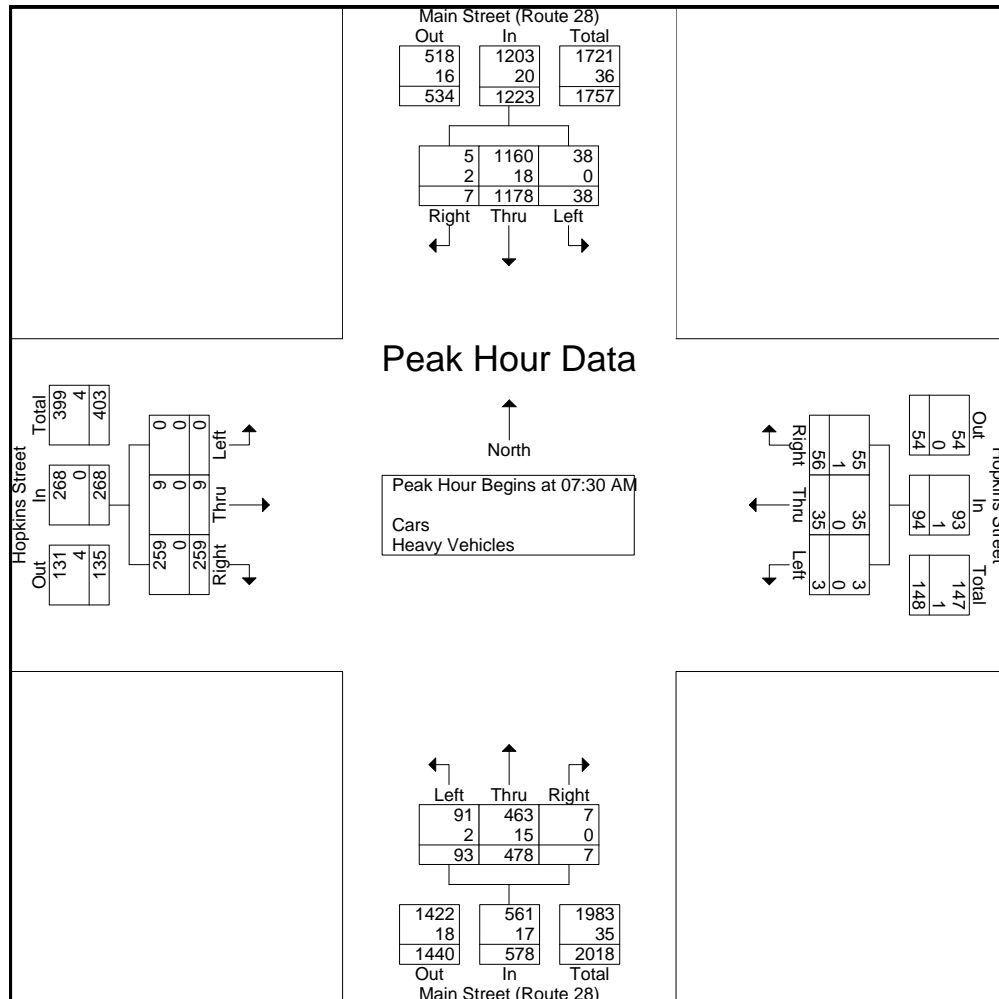 Main Street (Route 28)
Out In Total
518 1203 1721
16 20 36
534 1223 1757
5 1160 38
2 18 0
7 1178 38
Right Thru Left
Peak Hour Data
North
Peak Hour Begins at 07:30 AM
Cars
Heavy Vehicles
Hopkins Street
Total In Out
399 268 131
4 0 4
403 268 135
Left Thru Right
0 9 259
0 0 0
0 9 259
Hopkins Street
Out In Total
54 93 147
0 1 1
54 94 148
55 35 3
1 0 0
56 35 3
Right Thru Left
Left Thru Right
91 463 7
2 15 0
93 478 7
1422 561 1983
18 17 35
1440 578 2018
Out In Total
Main Street (Route 28)